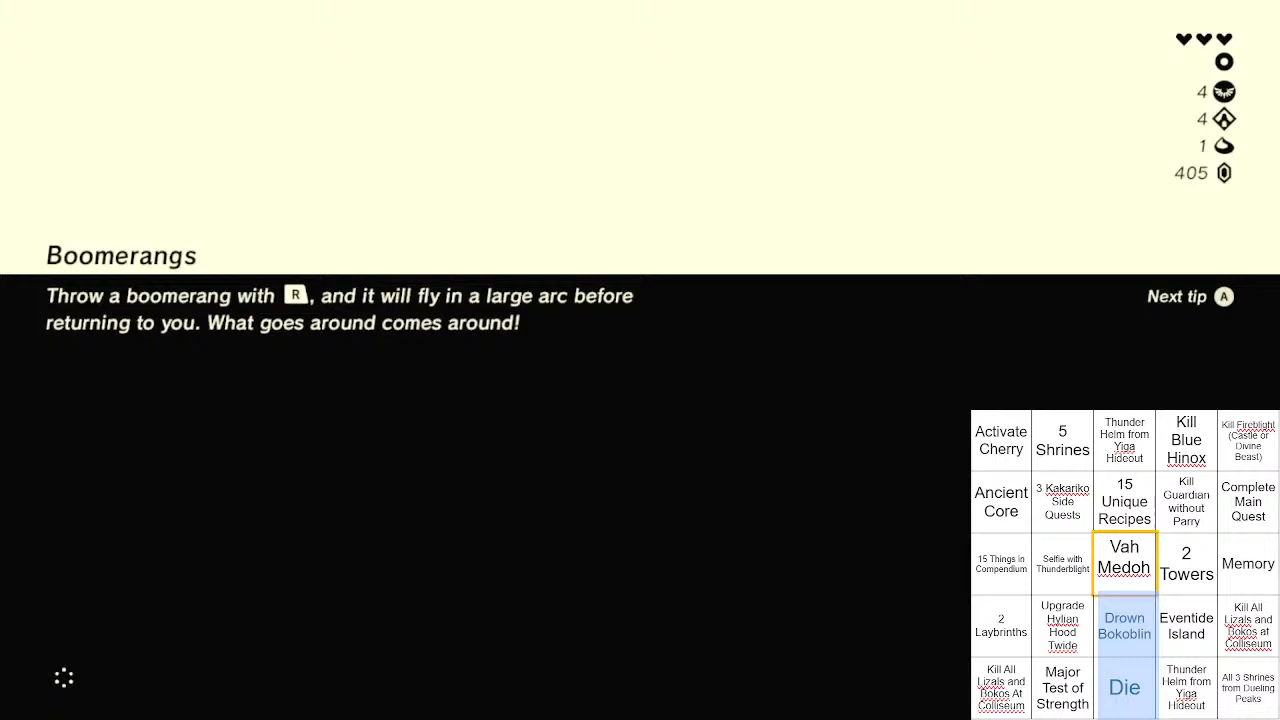 4
4
1
405
Boomerangs
Throw a boomerang with R, and it will fly in a large arc before
returning to you. What goes around comes around!
Next tip A
Activate
Cherry
5
Shrines
Thunder
Helm from
Yiga
Hideout
Kill
Blue
Hinox
Kill Fireblight
(Castle or
Divine
Beast)
Ancient
Core
3 Kakariko
Side
Quests
15
Unique
Recipes
Kill
Guardian
without
Parry
Complete
Main
Quest
15 Things In
Compendium
Selfie with
Thunderblight
Vah
Medoh
2
Towers
Memory
2
Laybrinths
Upgrade
Hylian
Hood
Twide
Drown
Bokoblin
Eventide
Island
Kill All
Lizals and
Bokos at
Colliseum
Kill All
Lizals and
Bokos At
Colliseum
Major
Test of
Strength
Die
Thunder
Helm from
Yiga
Hideout
All 3 Shrines
from Dueling
Peaks